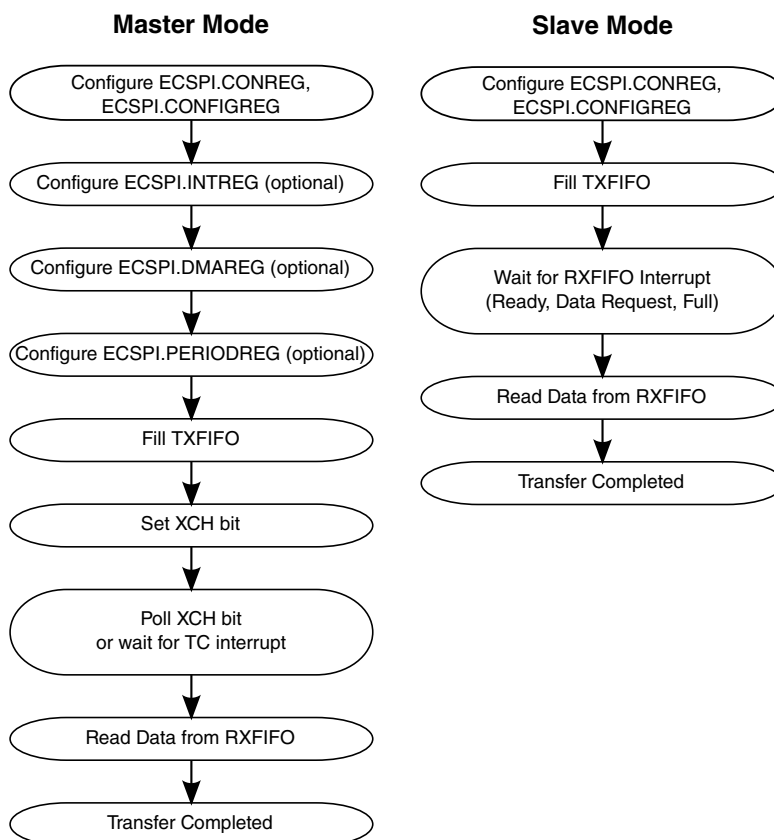 Master Mode
Configure ECSPI.CONREG,
ECSPI.CONFIGREG
Configure ECSPI.INTREG (optional)
Configure ECSPI.DMAREG (optional)
Configure ECSPI.PERIODREG (optional)
Fill TXFIFO
Set XCH bit
Poll XCH bit
or wait for TC interrupt
Read Data from RXFIFO
Transfer Completed
Slave Mode
Configure ECSPI.CONREG,
ECSPI.CONFIGREG
Fill TXFIFO
Wait for RXFIFO Interrupt
(Ready, Data Request, Full)
Read Data from RXFIFO
Transfer Completed